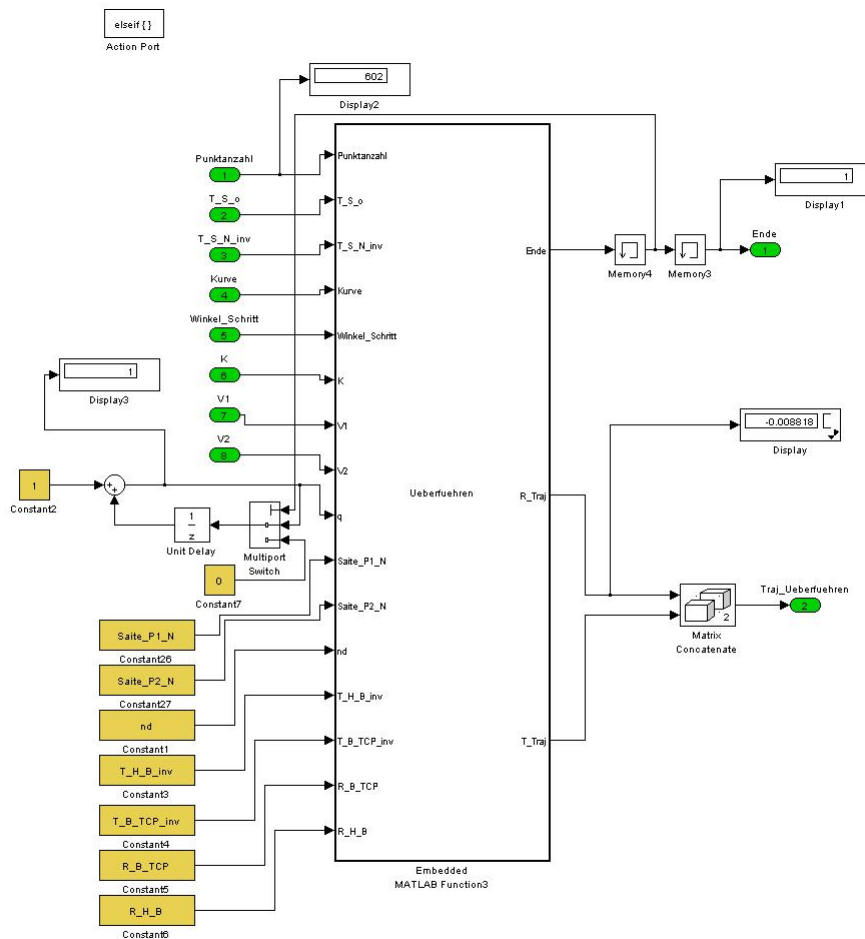 elseif { }
Action Port
602
Display2
Punktanzahl
1
T_S_o
2
T_S_N_inv
3
Kurve
4
Winkel_Schritt
5
K
6
V1
7
V2
8
1
Display3
1
Constant2
1
z
Unit Delay
Multiport
Switch
0
Constant7
Saite_P1_N
Constant26
Saite_P2_N
Constant27
nd
Constant1
T_H_B_inv
Constant3
T_B_TCP_inv
Constant4
R_B_TCP
Constant5
R_H_B
Constant6
Punktanzahl
T_S_o
T_S_N_inv
Kurve
Winkel_Schritt
K
V1
V2
q
Saite_P1_N
Saite_P2_N
nd
T_H_B_inv
T_B_TCP_inv
R_B_TCP
R_H_B
Ueberfuehren
Ende
R_Traj
T_Traj
Embedded
MATLAB Function3
Memory4
Memory3
1
Display1
Ende
1
-0.008818
Display
2
Matrix
Concatenate
Traj_Ueberfuehren
2